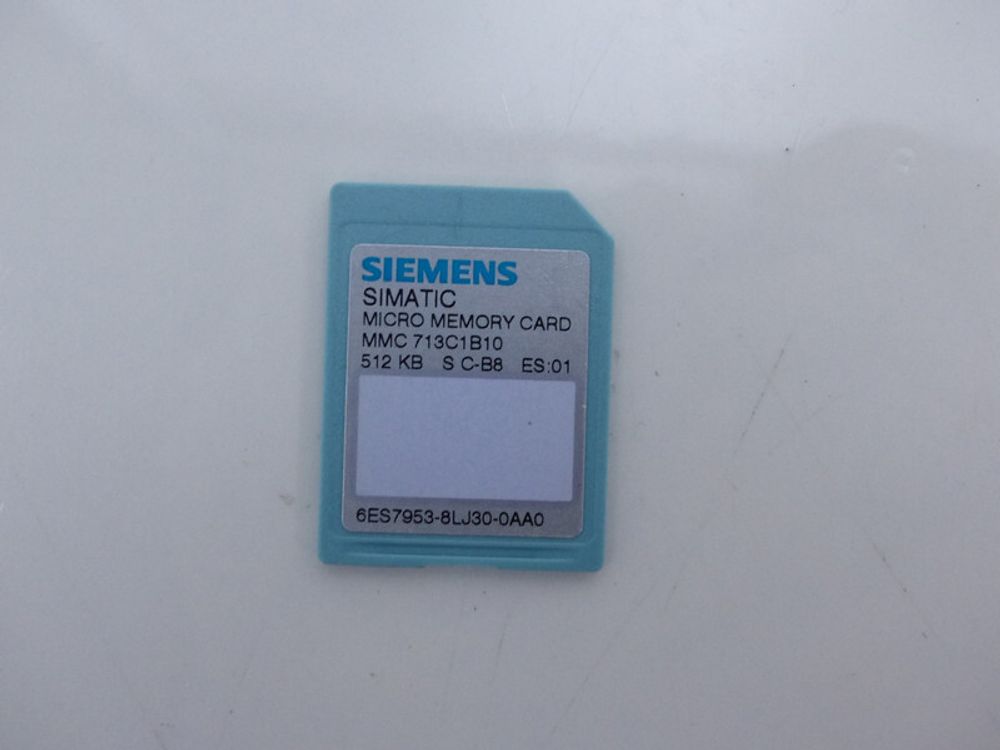 SIEMENS
SIMATIC
MICRO MEMORY CARD
MMC 713C1B10
512 KB S C-B8 ES:01
6ES7953-8LJ30-0AA0